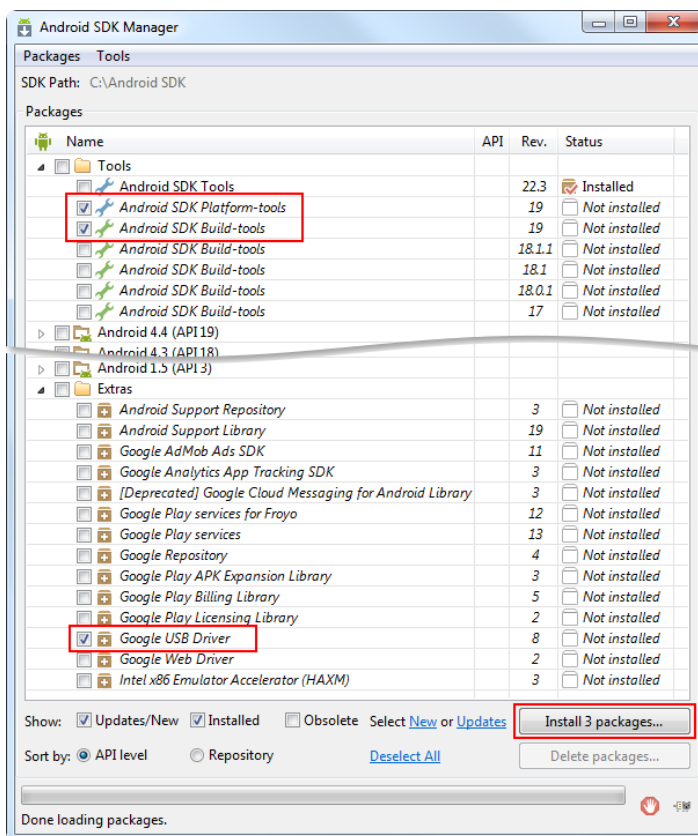 Android SDK Manager
Packages Tools
SDK Path: C:\Android SDK
Packages
Name API Rev. Status
Tools
Android SDK Tools 22.3 Installed
Android SDK Platform-tools 19 Not installed
Android SDK Build-tools 19 Not installed
Android SDK Build-tools 18.1.1 Not installed
Android SDK Build-tools 18.1 Not installed
Android SDK Build-tools 18.0.1 Not installed
Android SDK Build-tools 17 Not installed
Android 4.4 (API 19)
Android 4.3 (API 18)
Android 1.5 (API 3)
Extras
Android Support Repository 3 Not installed
Android Support Library 19 Not installed
Google AdMob Ads SDK 11 Not installed
Google Analytics App Tracking SDK 3 Not installed
[Deprecated] Google Cloud Messaging for Android Library 3 Not installed
Google Play services for Froyo 12 Not installed
Google Play services 13 Not installed
Google Repository 4 Not installed
Google Play APK Expansion Library 3 Not installed
Google Play Billing Library 5 Not installed
Google Play Licensing Library 2 Not installed
Google USB Driver 8 Not installed
Google Web Driver 2 Not installed
Intel x86 Emulator Accelerator (HAXM) 3 Not installed
Show: Updates/New Installed Obsolete Select New or Updates Install 3 packages...
Sort by: API level Repository Deselect All Delete packages...
Done loading packages.